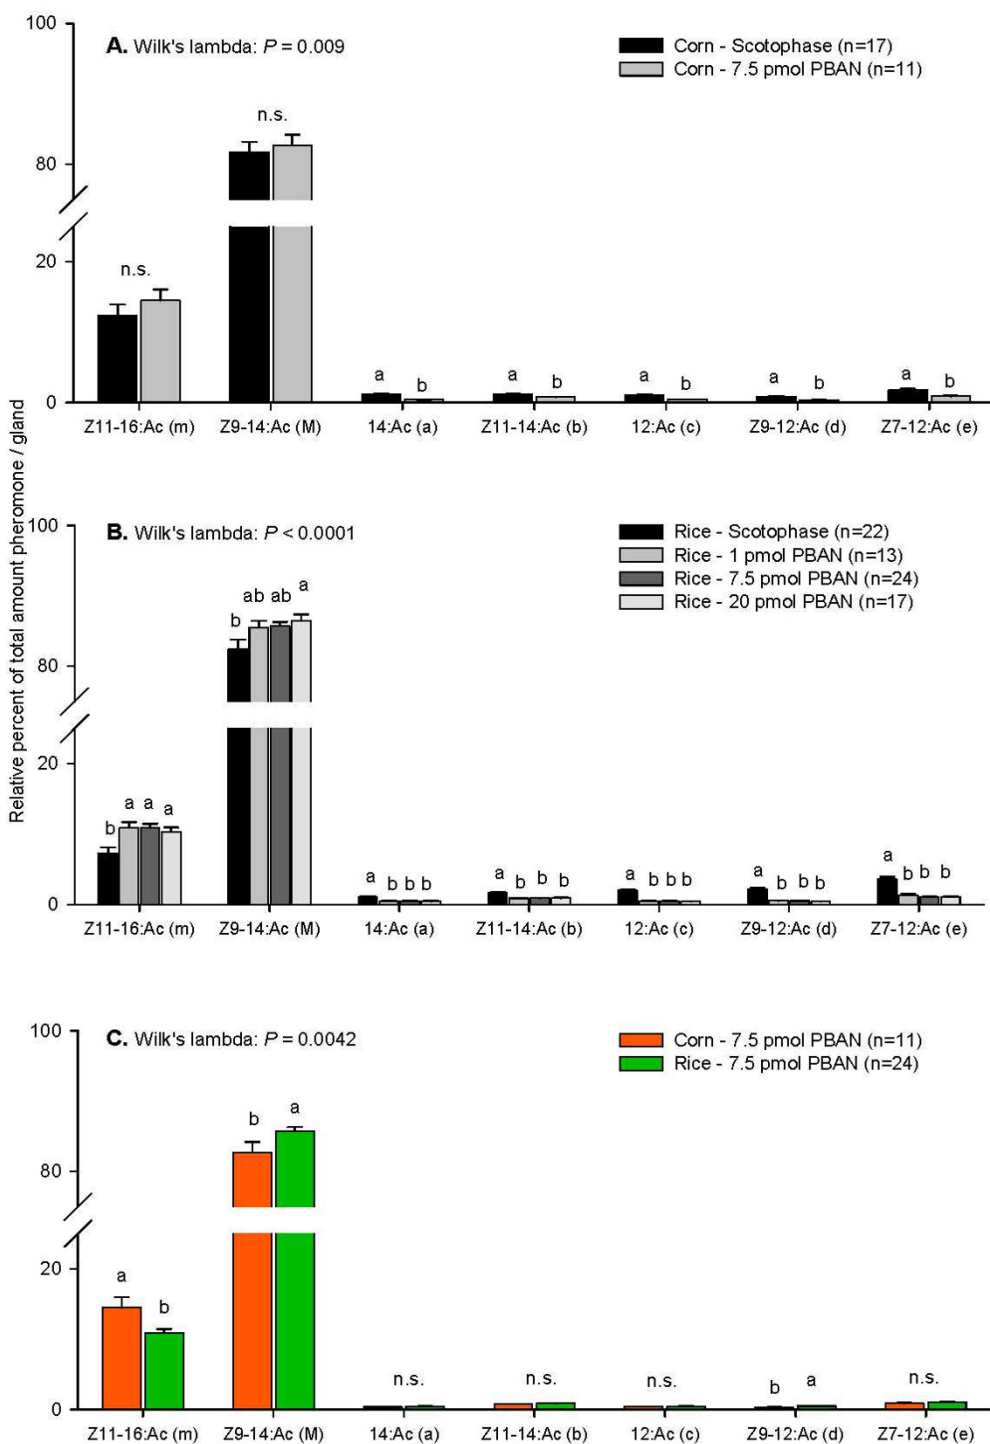 Relative percent of total amount pheromone / gland
100
A. Wilk's lambda: P = 0.009
Corn - Scotophase (n=17)
Corn - 7.5 pmol PBAN (n=11)
n.s.
80
20
n.s.
a b a b a b a b a b
0
Z11-16:Ac (m) Z9-14:Ac (M) 14:Ac (a) Z11-14:Ac (b) 12:Ac (c) Z9-12:Ac (d) Z7-12:Ac (e)
100
B. Wilk's lambda: P < 0.0001
Rice - Scotophase (n=22)
Rice - 1 pmol PBAN (n=13)
Rice - 7.5 pmol PBAN (n=24)
Rice - 20 pmol PBAN (n=17)
b ab ab a
80
20
b a a a
a b b b a b b b a b b b a b b b a b b b
0
Z11-16:Ac (m) Z9-14:Ac (M) 14:Ac (a) Z11-14:Ac (b) 12:Ac (c) Z9-12:Ac (d) Z7-12:Ac (e)
100
C. Wilk's lambda: P = 0.0042
Corn - 7.5 pmol PBAN (n=11)
Rice - 7.5 pmol PBAN (n=24)
b a
80
20
a b
n.s. n.s. n.s. b a n.s.
0
Z11-16:Ac (m) Z9-14:Ac (M) 14:Ac (a) Z11-14:Ac (b) 12:Ac (c) Z9-12:Ac (d) Z7-12:Ac (e)